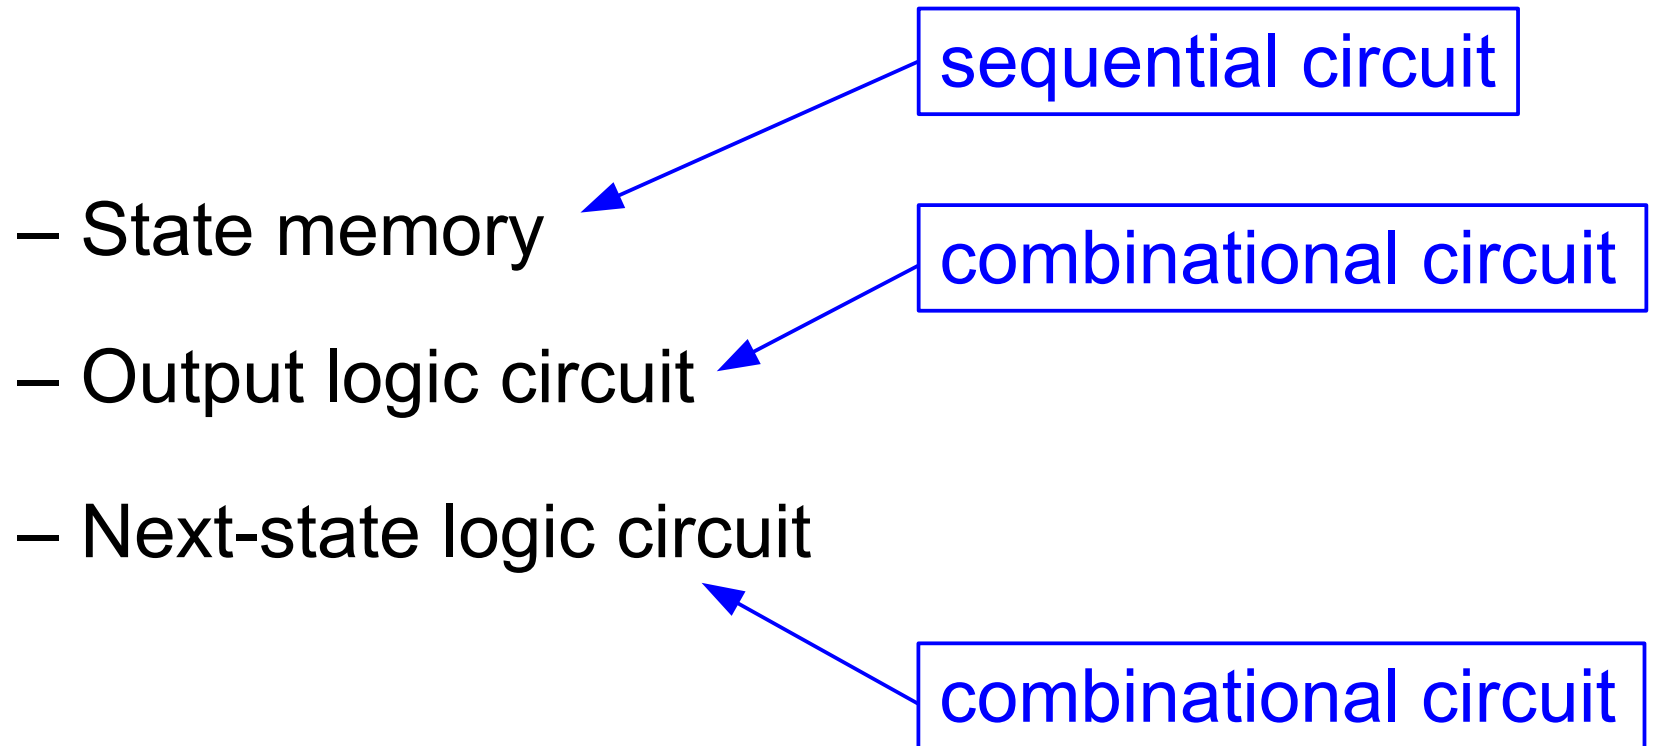 sequential circuit
– State memory
combinational circuit
– Output logic circuit
– Next-state logic circuit
combinational circuit